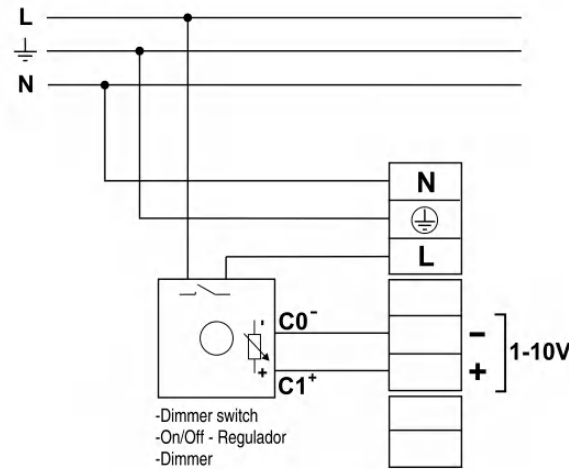 L
⏚
N
N
L
C0⁻
-
+
C1⁺
−
+
1-10V
-Dimmer switch
-On/Off - Regulador
-Dimmer